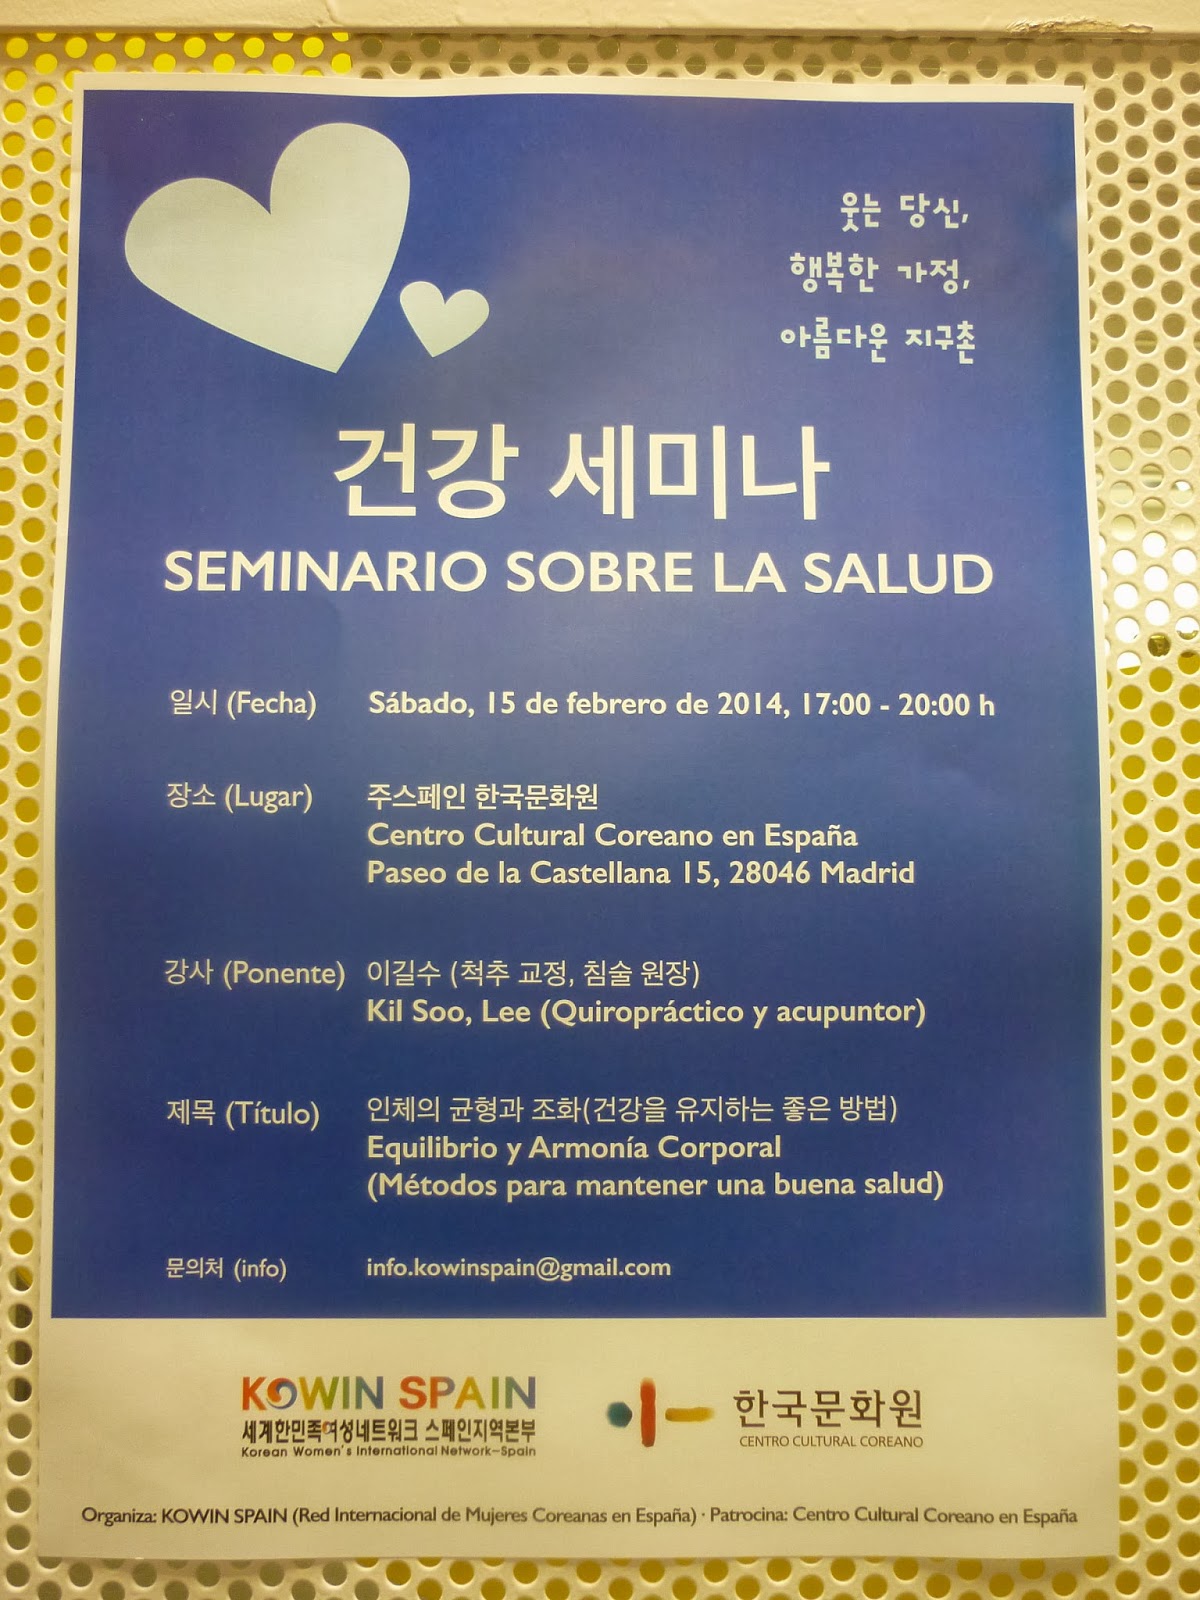 웃는 당신,
행복한 가정,
아름다운 지구촌
건강 세미나
SEMINARIO SOBRE LA SALUD
일시 (Fecha) Sábado, 15 de febrero de 2014, 17:00 - 20:00 h
장소 (Lugar) 주스페인 한국문화원
Centro Cultural Coreano en España
Paseo de la Castellana 15, 28046 Madrid
강사 (Ponente) 이길수 (척추 교정, 침술 원장)
Kil Soo, Lee (Quiropráctico y acupuntor)
제목 (Título) 인체의 균형과 조화(건강을 유지하는 좋은 방법)
Equilibrio y Armonía Corporal
(Métodos para mantener una buena salud)
문의처 (info) info.kowinspain@gmail.com
KOWIN SPAIN
세계한민족여성네트워크 스페인지역본부
Korean Women's International Network-Spain
한국문화원
CENTRO CULTURAL COREANO
Organiza: KOWIN SPAIN (Red Internacional de Mujeres Coreanas en España) · Patrocina: Centro Cultural Coreano en España